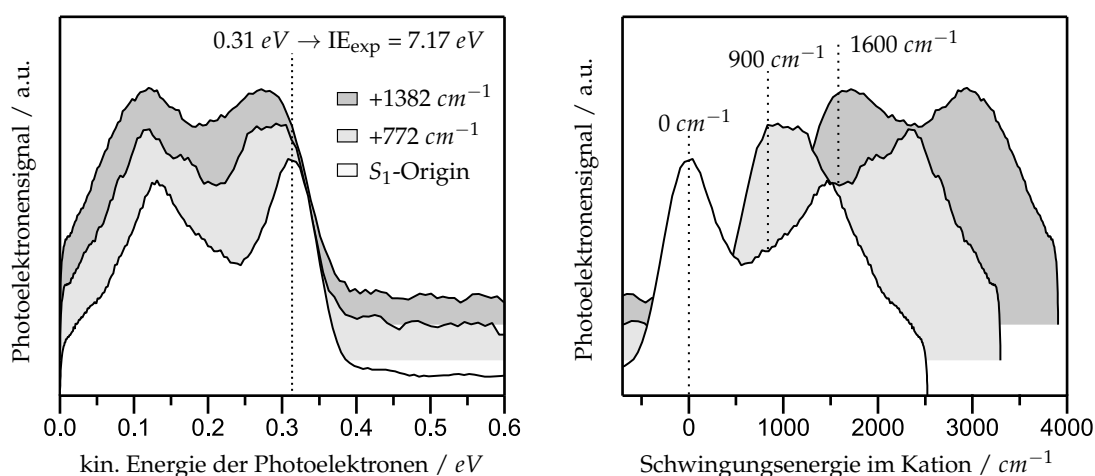 0.31 eV → IE_exp = 7.17 eV
+1382 cm⁻¹
+772 cm⁻¹
S₁-Origin
Photoelektronensignal / a.u.
0.0 0.1 0.2 0.3 0.4 0.5 0.6
kin. Energie der Photoelektronen / eV
1600 cm⁻¹
900 cm⁻¹
0 cm⁻¹
Photoelektronensignal / a.u.
0 1000 2000 3000 4000
Schwingungsenergie im Kation / cm⁻¹